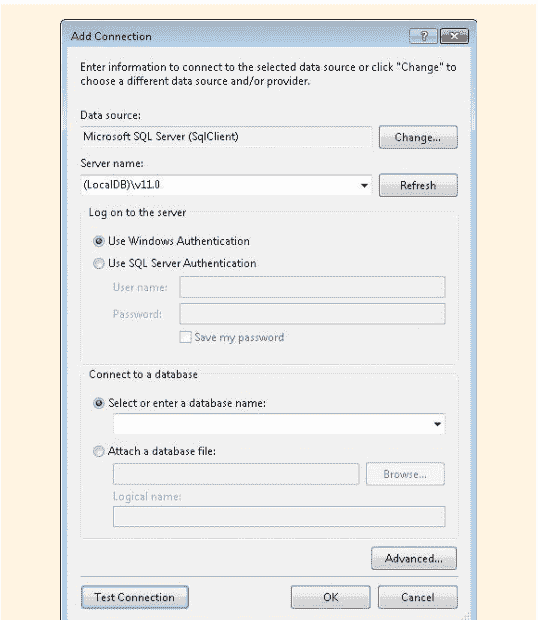 Add Connection
Enter information to connect to the selected data source or click "Change" to
choose a different data source and/or provider.
Data source:
Microsoft SQL Server (SqlClient)
Change...
Server name:
(LocalDB)\v11.0
Refresh
Log on to the server
Use Windows Authentication
Use SQL Server Authentication
User name:
Password:
Save my password
Connect to a database
Select or enter a database name:
Attach a database file:
Browse...
Logical name:
Advanced...
Test Connection
OK
Cancel